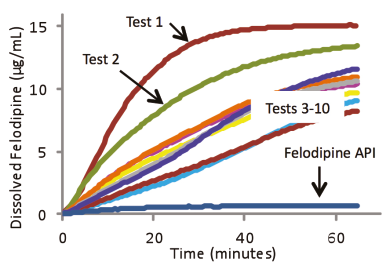 Dissolved Felodipine (µg/mL)
15
10
5
0
Test 1
Test 2
Tests 3-10
Felodipine API
0
20
40
60
Time (minutes)